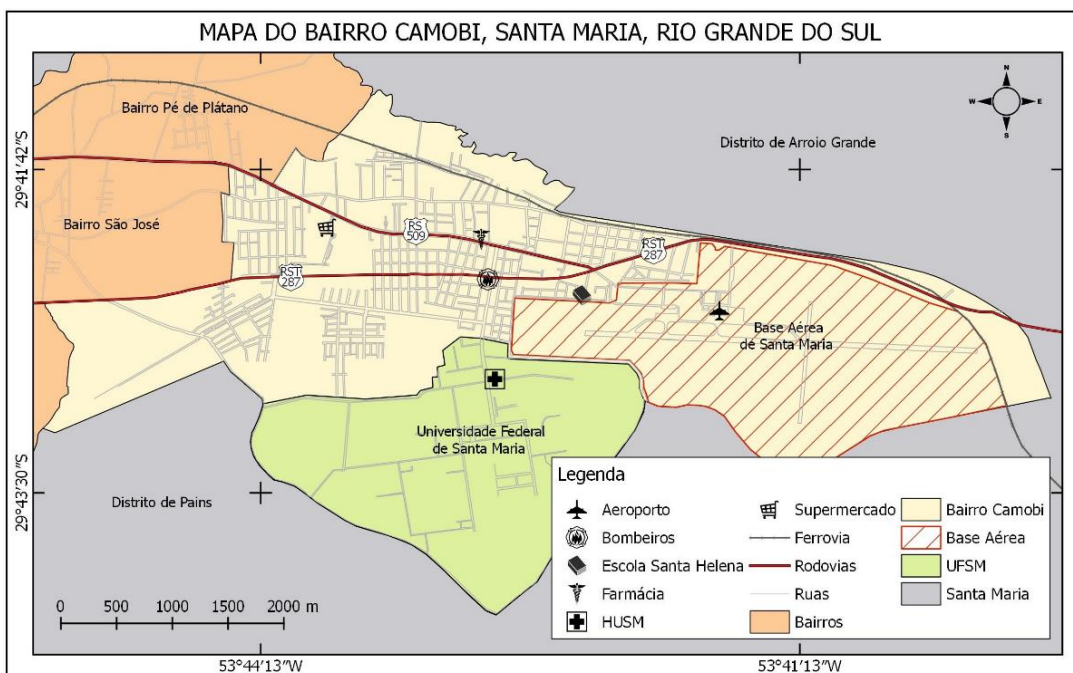 MAPA DO BAIRRO CAMOBI, SANTA MARIA, RIO GRANDE DO SUL
Bairro Pé de Plátano
N
W E
S
Distrito de Arroio Grande
29°41'42"S
Bairro São José
RS
509
RST
287
RST
287
Base Aérea
de Santa Maria
Universidade Federal
de Santa Maria
29°43'30"S
Distrito de Pains
0 500 1000 1500 2000 m
Legenda
Aeroporto
Bombeiros
Escola Santa Helena
Farmácia
HUSM
Supermercado
Ferrovia
Rodovias
Ruas
Bairros
Bairro Camobi
Base Aérea
UFSM
Santa Maria
53°44'13"W
53°41'13"W